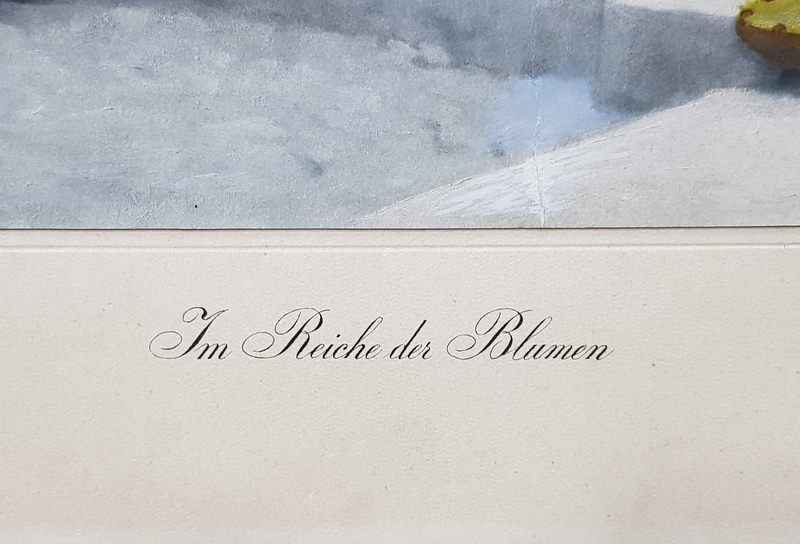 Im Reiche der Blumen